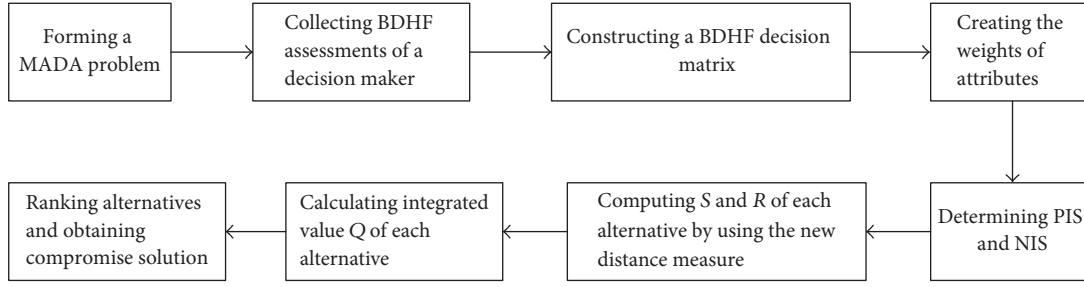 Forming a
MADA problem
Collecting BDHF
assessments of a
decision maker
Constructing a BDHF decision
matrix
Creating the
weights of
attributes
Determining PIS
and NIS
Computing S and R of each
alternative by using the new
distance measure
Calculating integrated
value Q of each
alternative
Ranking alternatives
and obtaining
compromise solution